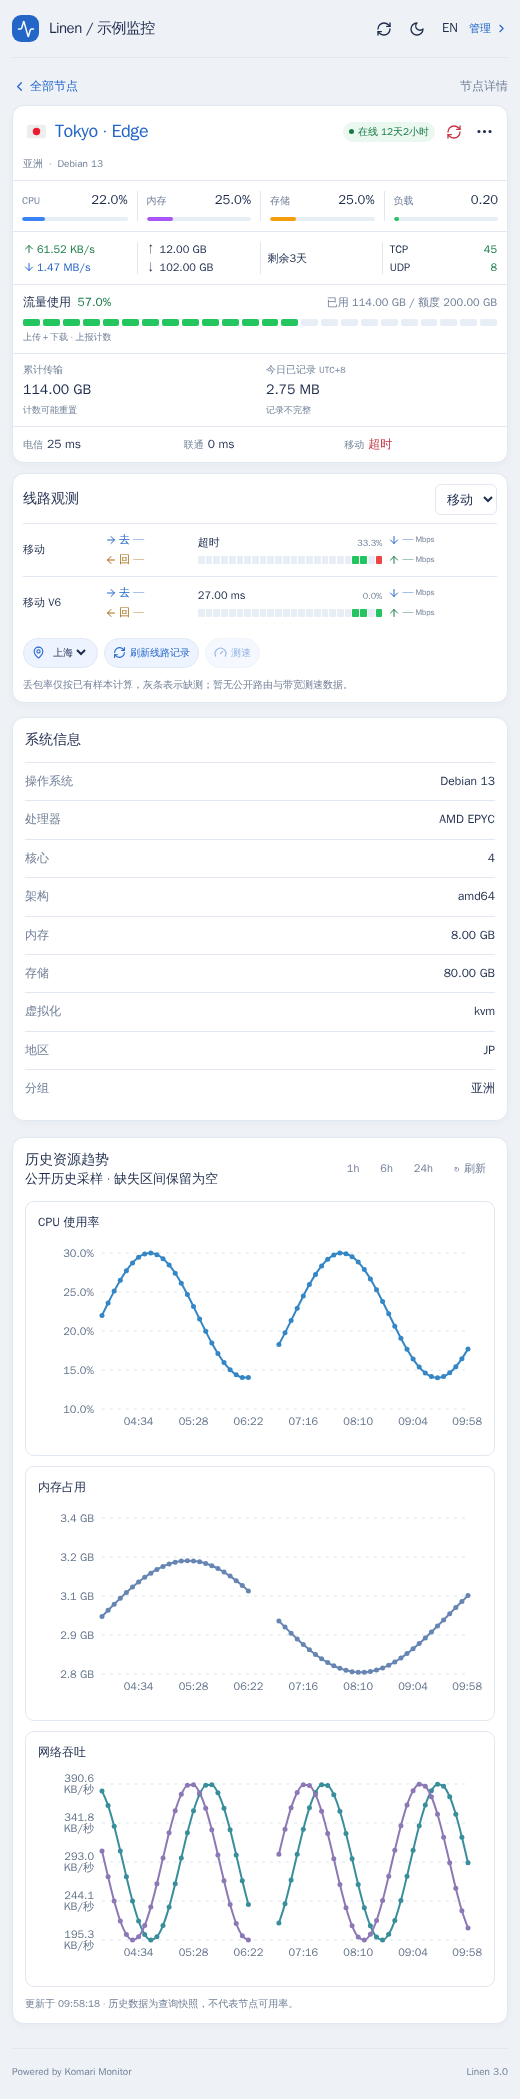 Linen / 示例监控 EN 管理
全部节点 节点详情
Tokyo · Edge 在线 12天2小时
亚洲 · Debian 13
CPU 22.0% 内存 25.0% 存储 25.0% 负载 0.20
↑ 61.52 KB/s ↑ 12.00 GB 剩余3天 TCP 45
↓ 1.47 MB/s ↓ 102.00 GB UDP 8
流量使用 57.0% 已用 114.00 GB / 额度 200.00 GB
上传 + 下载 · 上报计数
累计传输 今日已记录 UTC+8
114.00 GB 2.75 MB
计数可能重置 记录不完整
电信 25 ms 联通 0 ms 移动 超时
线路观测 移动
移动 → 去 — 超时 33.3% ↓ — Mbps
← 回 — ↑ — Mbps
移动 V6 → 去 — 27.00 ms 0.0% ↓ — Mbps
← 回 — ↑ — Mbps
上海 刷新线路记录 测速
丢包率仅按已有样本计算，灰条表示缺测；暂无公开路由与带宽测速数据。
系统信息
操作系统 Debian 13
处理器 AMD EPYC
核心 4
架构 amd64
内存 8.00 GB
存储 80.00 GB
虚拟化 kvm
地区 JP
分组 亚洲
历史资源趋势
公开历史采样 · 缺失区间保留为空
1h 6h 24h ↻ 刷新
CPU 使用率
30.0%
25.0%
20.0%
15.0%
10.0%
04:34 05:28 06:22 07:16 08:10 09:04 09:58
内存占用
3.4 GB
3.2 GB
3.1 GB
2.9 GB
2.8 GB
04:34 05:28 06:22 07:16 08:10 09:04 09:58
网络吞吐
390.6
KB/秒
341.8
KB/秒
293.0
KB/秒
244.1
KB/秒
195.3
KB/秒
04:34 05:28 06:22 07:16 08:10 09:04 09:58
更新于 09:58:18 · 历史数据为查询快照，不代表节点可用率。
Powered by Komari Monitor Linen 3.0